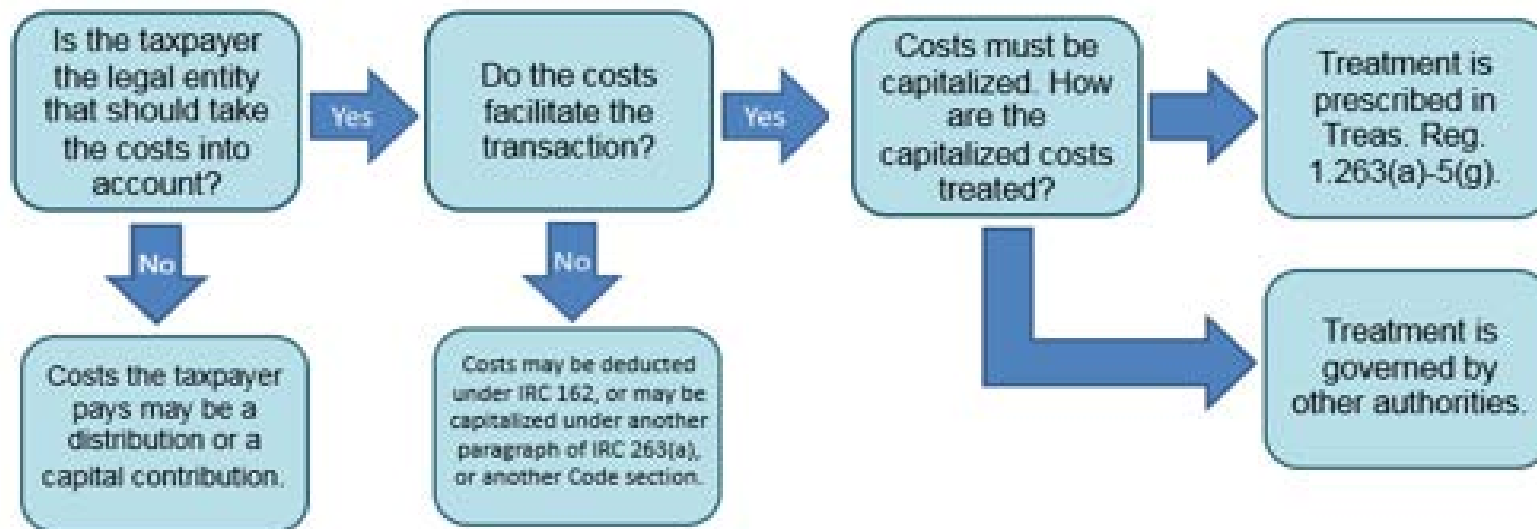 Is the taxpayer
the legal entity
that should take
the costs into
account?
Yes
Do the costs
facilitate the
transaction?
Yes
Costs must be
capitalized. How
are the
capitalized costs
treated?
Treatment is
prescribed in
Treas. Reg.
1.263(a)-5(g).
No
No
Costs the taxpayer
pays may be a
distribution or a
capital contribution.
Costs may be deducted
under IRC 162, or may be
capitalized under another
paragraph of IRC 263(a),
or another Code section.
Treatment is
governed by
other authorities.